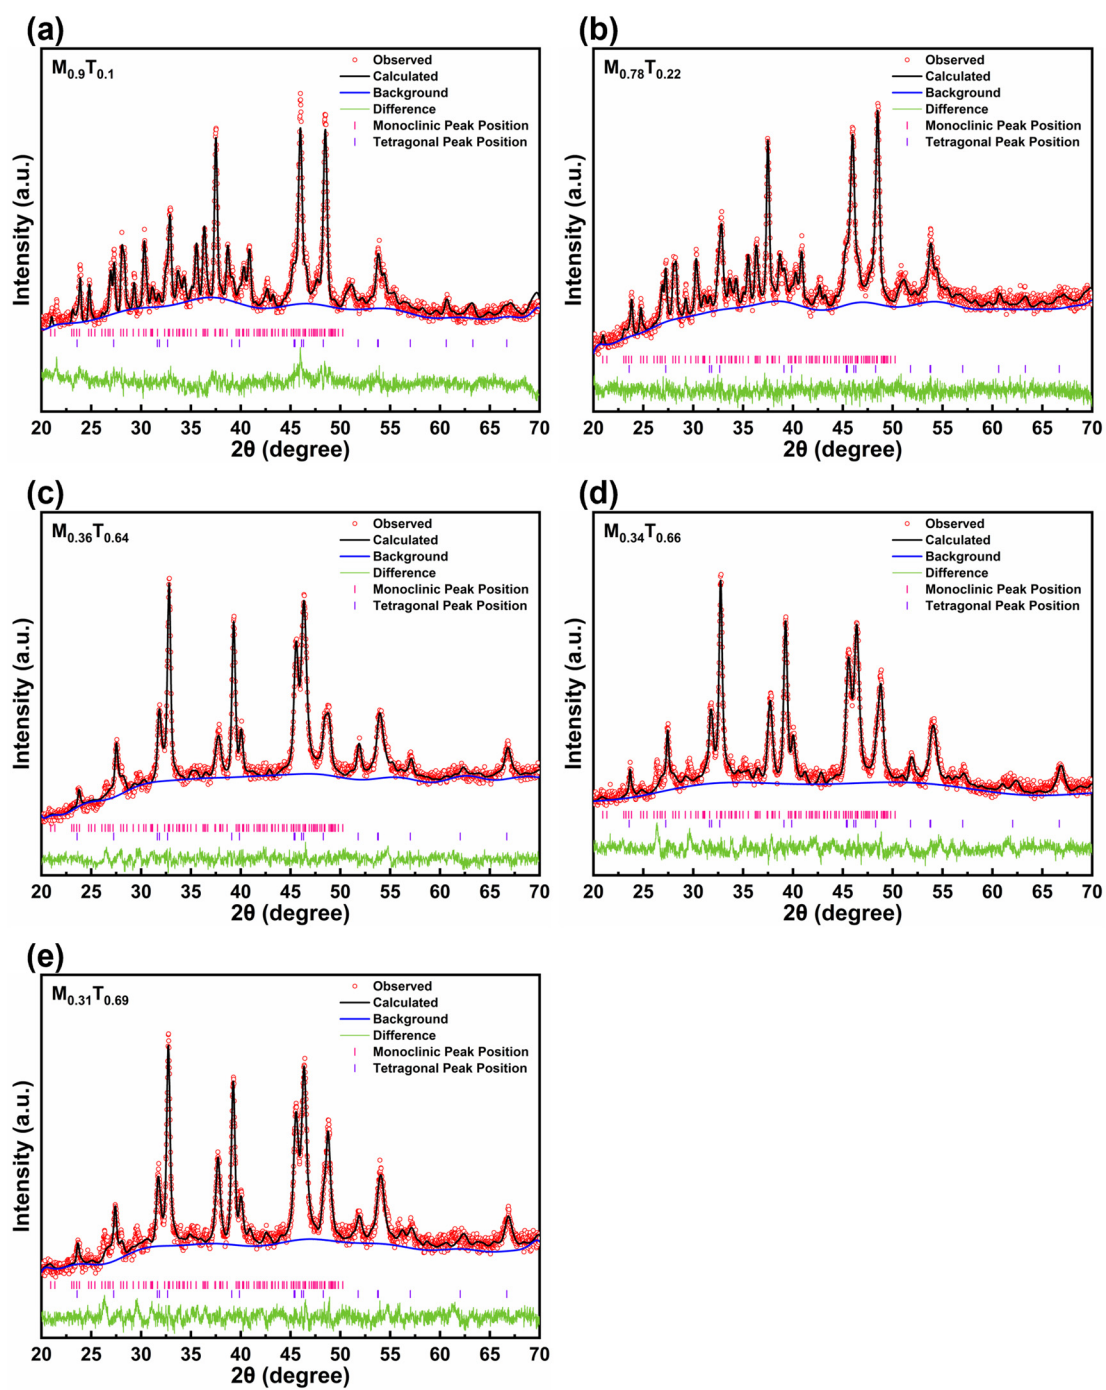 (a)
M0.9T0.1
Observed
Calculated
Background
Difference
Monoclinic Peak Position
Tetragonal Peak Position
Intensity (a.u.)
20 25 30 35 40 45 50 55 60 65 70
2θ (degree)
(b)
M0.78T0.22
Observed
Calculated
Background
Difference
Monoclinic Peak Position
Tetragonal Peak Position
Intensity (a.u.)
20 25 30 35 40 45 50 55 60 65 70
2θ (degree)
(c)
M0.36T0.64
Observed
Calculated
Background
Difference
Monoclinic Peak Position
Tetragonal Peak Position
Intensity (a.u.)
20 25 30 35 40 45 50 55 60 65 70
2θ (degree)
(d)
M0.34T0.66
Observed
Calculated
Background
Difference
Monoclinic Peak Position
Tetragonal Peak Position
Intensity (a.u.)
20 25 30 35 40 45 50 55 60 65 70
2θ (degree)
(e)
M0.31T0.69
Observed
Calculated
Background
Difference
Monoclinic Peak Position
Tetragonal Peak Position
Intensity (a.u.)
20 25 30 35 40 45 50 55 60 65 70
2θ (degree)